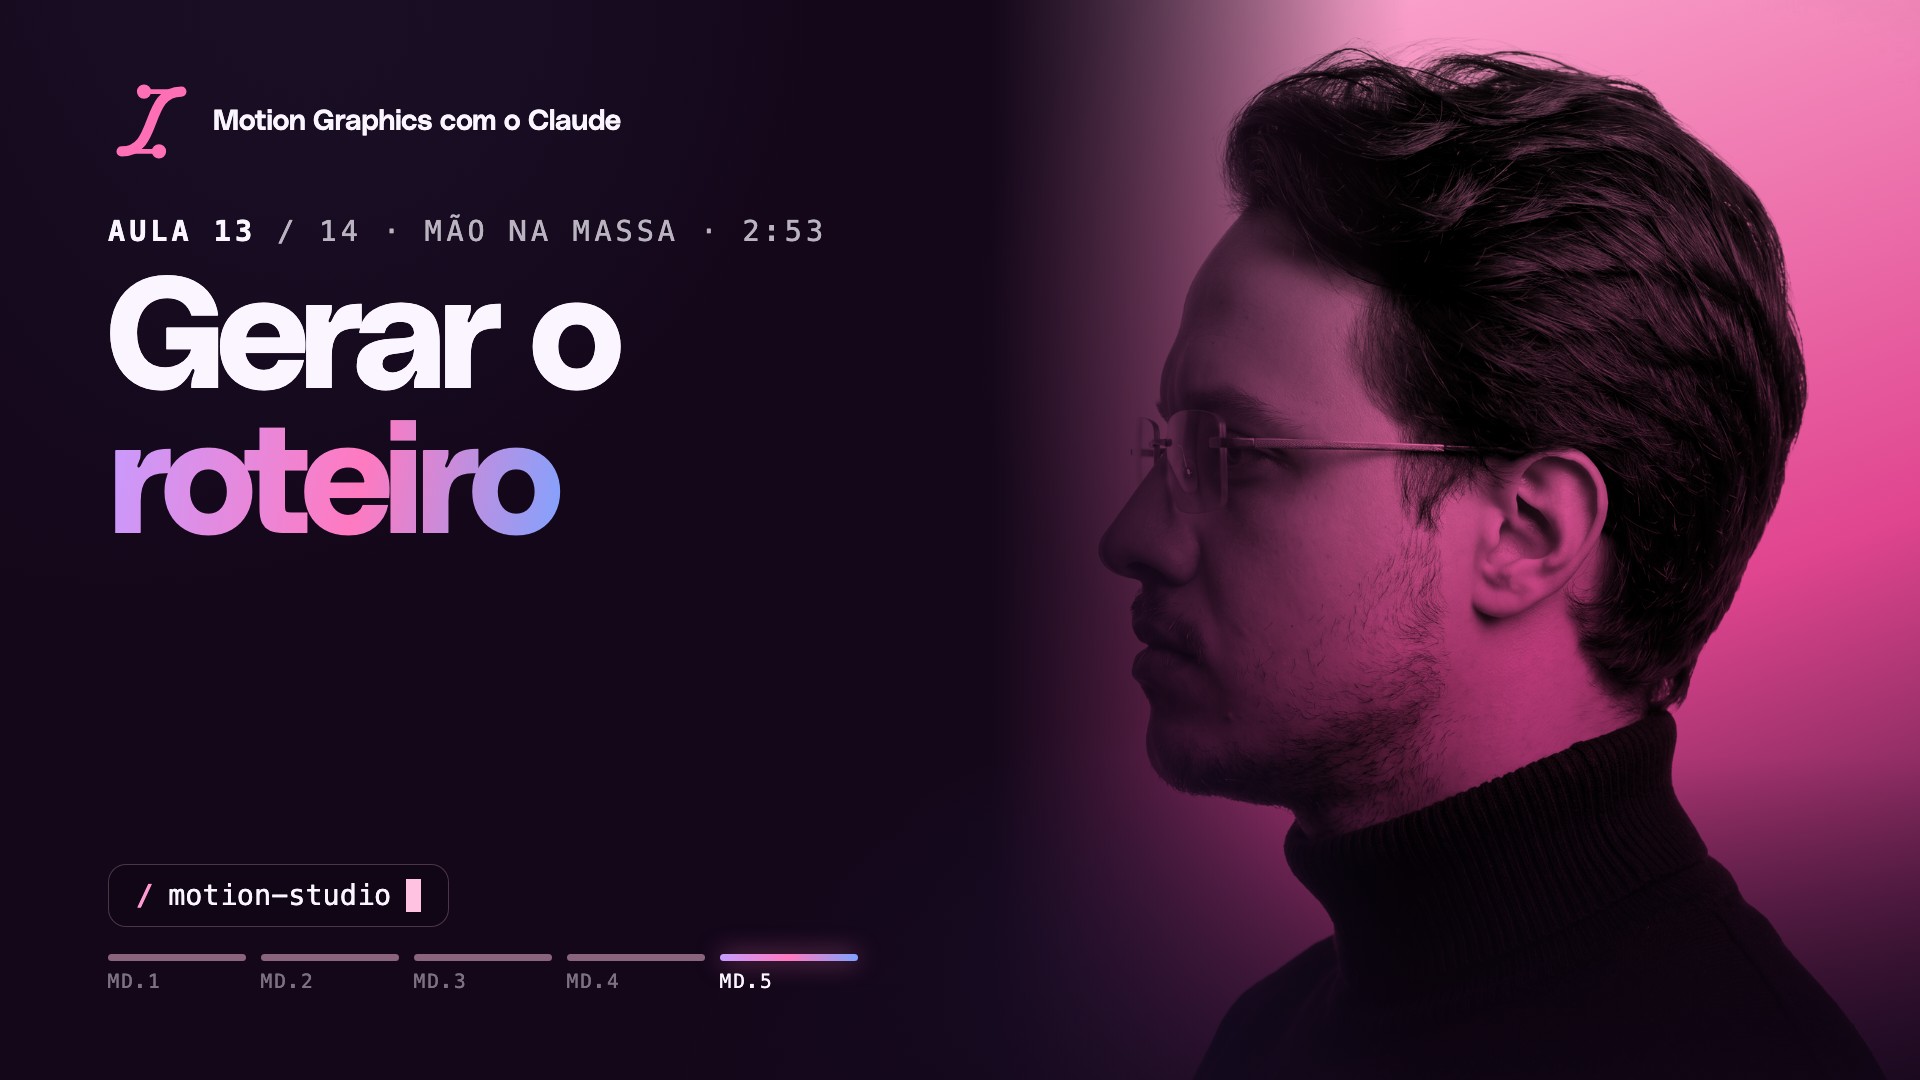 Motion Graphics com o Claude
AULA 13 / 14 · MÃO NA MASSA · 2:53
Gerar o
roteiro
/ motion-studio
MD.1 MD.2 MD.3 MD.4 MD.5